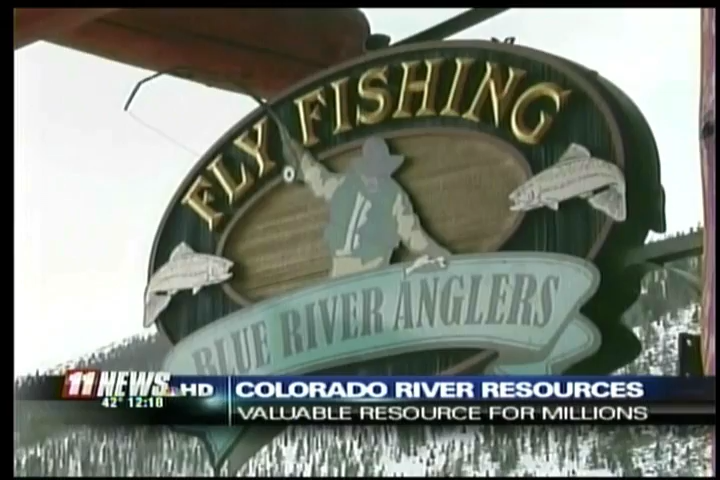 FLY FISHING
BLUE RIVER ANGLERS
11 NEWS HD
42° 12:18
COLORADO RIVER RESOURCES
VALUABLE RESOURCE FOR MILLIONS